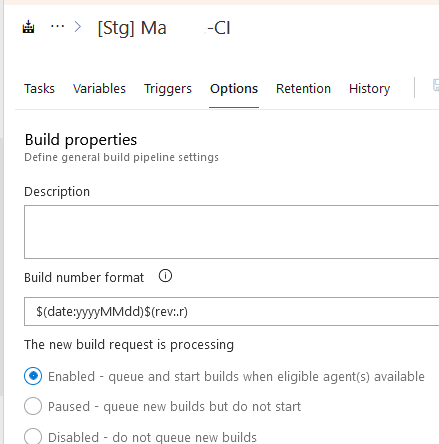 ··· > [Stg] Ma -CI
Tasks Variables Triggers Options Retention History
Build properties
Define general build pipeline settings
Description
Build number format
$(date:yyyyMMdd)$(rev:.r)
The new build request is processing
Enabled - queue and start builds when eligible agent(s) available
Paused - queue new builds but do not start
Disabled - do not queue new builds